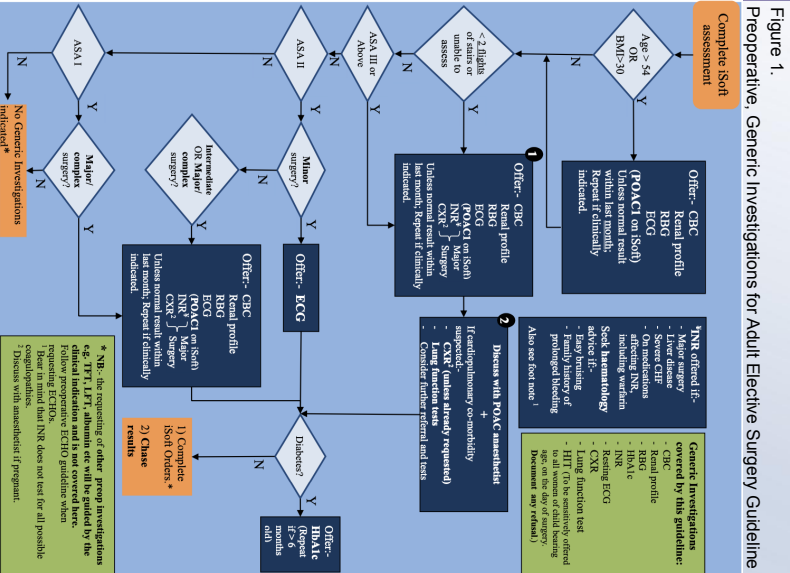 Figure 1.
Preoperative, Generic Investigations for Adult Elective Surgery Guideline
Complete iSoft
assessment
Age > 54
OR
BMI>30
Y
N
Offer:- CBC
Renal profile
RBG
ECG
(POAC1 on iSoft)
Unless normal result
within last month;
Repeat if clinically
indicated.
< 2 flights
of stairs or
unable to
assess
Y
N
1
Offer:- CBC
Renal profile
RBG
ECG
(POAC1 on iSoft)
INR¥ } Major
CXR² } Surgery
Unless normal result within
last month; Repeat if clinically
indicated.
ASA III or
Above
Y
N
2
Discuss with POAC anaesthetist
+
If cardiopulmonary co-morbidity
suspected:-
- CXR² (unless already requested)
- Lung function tests
- Consider further referral and tests
¥INR offered if:-
- Major surgery
- Liver disease
- Severe CHF
- On medications
affecting INR,
including warfarin
Seek haematology
advice if:-
- Easy bruising
- Family history of
prolonged bleeding
Also see foot note ¹
Generic Investigations
covered by this guideline:
- CBC
- Renal profile
- RBG
- HbA1c
- INR
- Resting ECG
- CXR
- Lung function test
- HIT (To be sensitively offered
to all women of child bearing
age, on the day of surgery.
Document any refusal.)
ASA II
Y
N
Minor
surgery?
Y
N
Offer:- ECG
Intermediate
OR Major/
complex
surgery?
Y
N
Offer:- CBC
Renal profile
RBG
ECG
(POAC1 on iSoft)
INR¥ } Major
CXR² } Surgery
Unless normal result within
last month; Repeat if clinically
indicated.
ASA I
Y
N
Major/
complex
surgery?
Y
N
No Generic Investigations
indicated*
Diabetes?
Y
N
Offer:-
HbA1c
(Repeat
if > 6
months
old)
1) Complete
iSoft Orders.*
2) Chase
results
* NB:- the requesting of other preop investigations
e.g. TFT, LFT, albumin etc will be guided by the
clinical indication and is not covered here.
Follow preoperative ECHO guideline when
requesting ECHOs.
¹ Bear in mind that INR does not test for all possible
coagulopathies.
² Discuss with anaesthetist if pregnant.